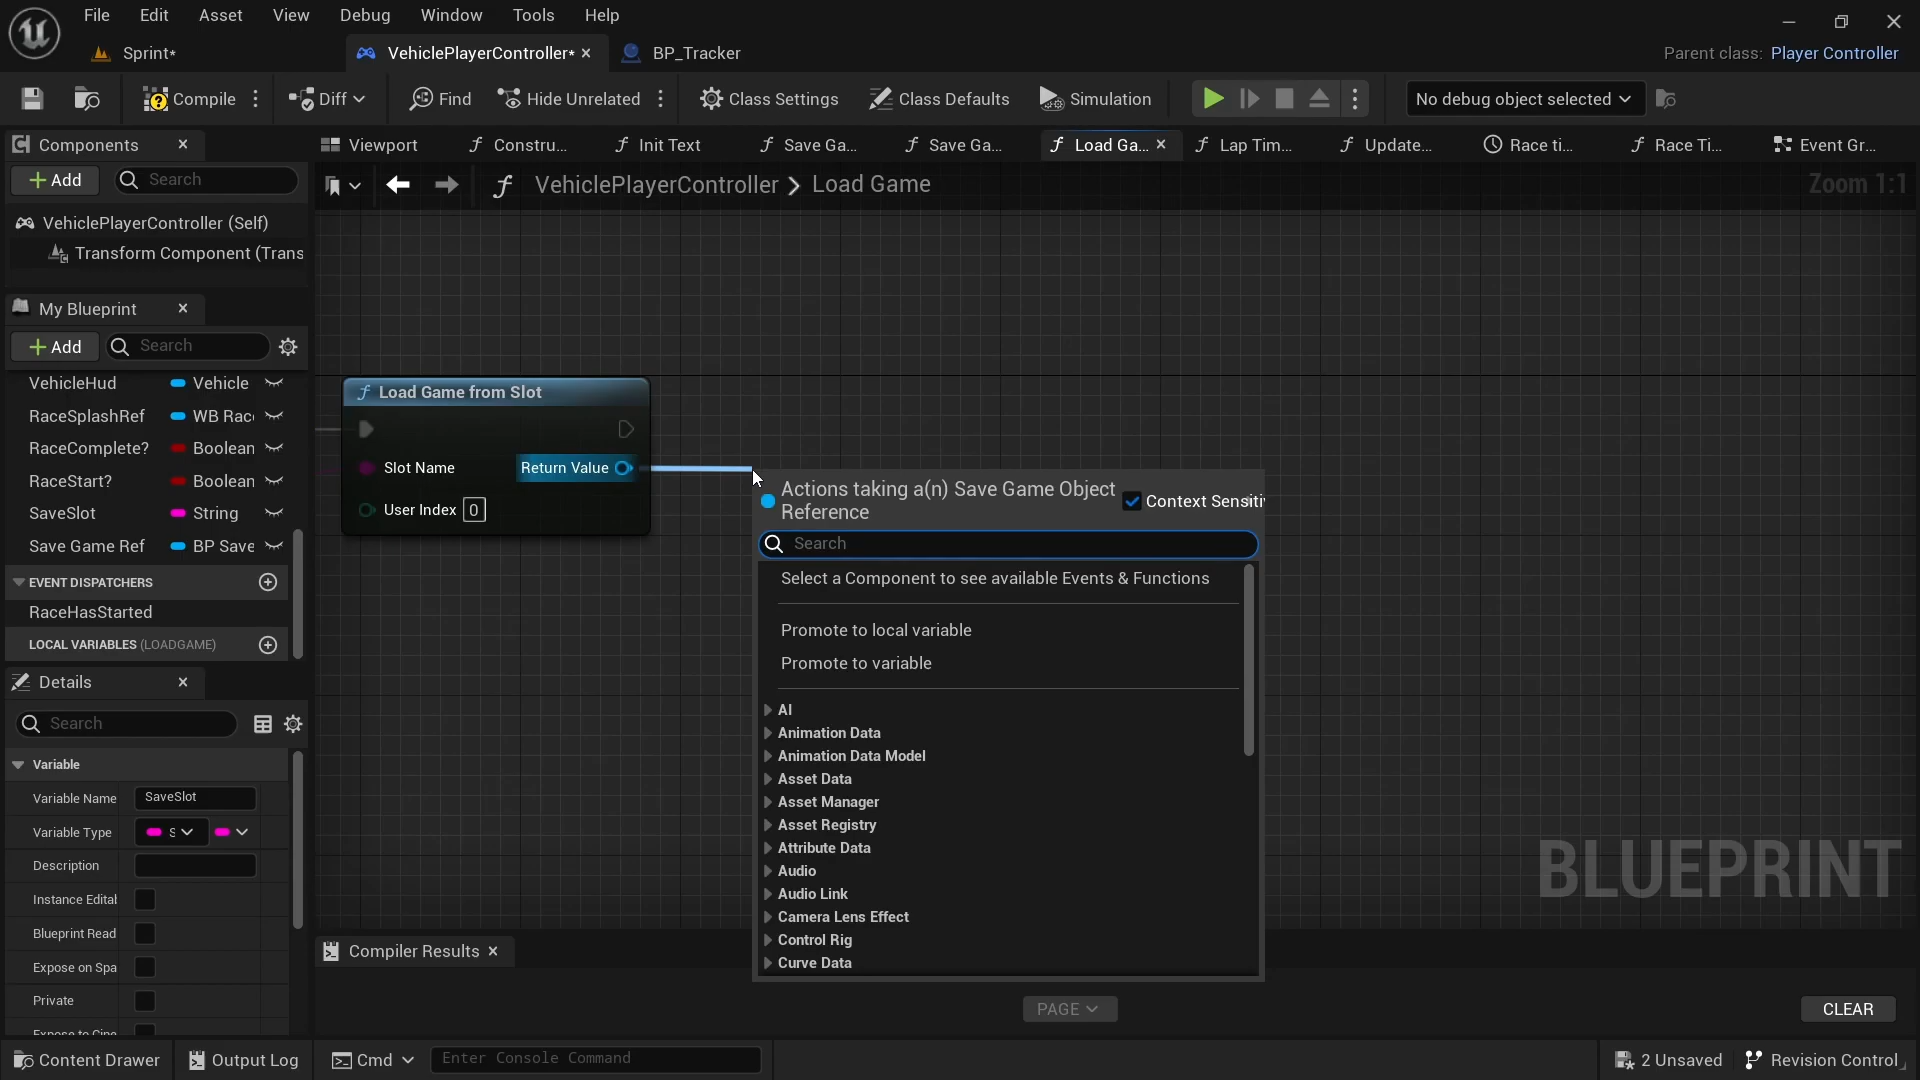 File Edit Asset View Debug Window Tools Help
Sprint* VehiclePlayerController* BP_Tracker Parent class: Player Controller
Compile Diff Find Hide Unrelated Class Settings Class Defaults Simulation No debug object selected
Components Viewport Constru... Init Text Save Ga... Save Ga... Load Ga... Lap Tim... Update... Race ti... Race Ti... Event Gr...
Add Search VehiclePlayerController Load Game Zoom 1:1
VehiclePlayerController (Self)
Transform Component (Trans
My Blueprint
Add Search
VehicleHud Vehicle
RaceSplashRef WB Rac
RaceComplete? Boolean
RaceStart? Boolean
SaveSlot String
Save Game Ref BP Save
EVENT DISPATCHERS
RaceHasStarted
LOCAL VARIABLES (LOADGAME)
Details
Search
Variable
Variable Name SaveSlot
Variable Type S
Description
Instance Edital
Blueprint Read
Expose on Spa
Private
Expose to Cine
Load Game from Slot
Slot Name Return Value
User Index 0
Actions taking a(n) Save Game Object
Reference
Context Sensiti
Search
Select a Component to see available Events & Functions
Promote to local variable
Promote to variable
AI
Animation Data
Animation Data Model
Asset Data
Asset Manager
Asset Registry
Attribute Data
Audio
Audio Link
Camera Lens Effect
Control Rig
Curve Data
BLUEPRINT
Compiler Results
PAGE CLEAR
Content Drawer Output Log Cmd Enter Console Command 2 Unsaved Revision Control